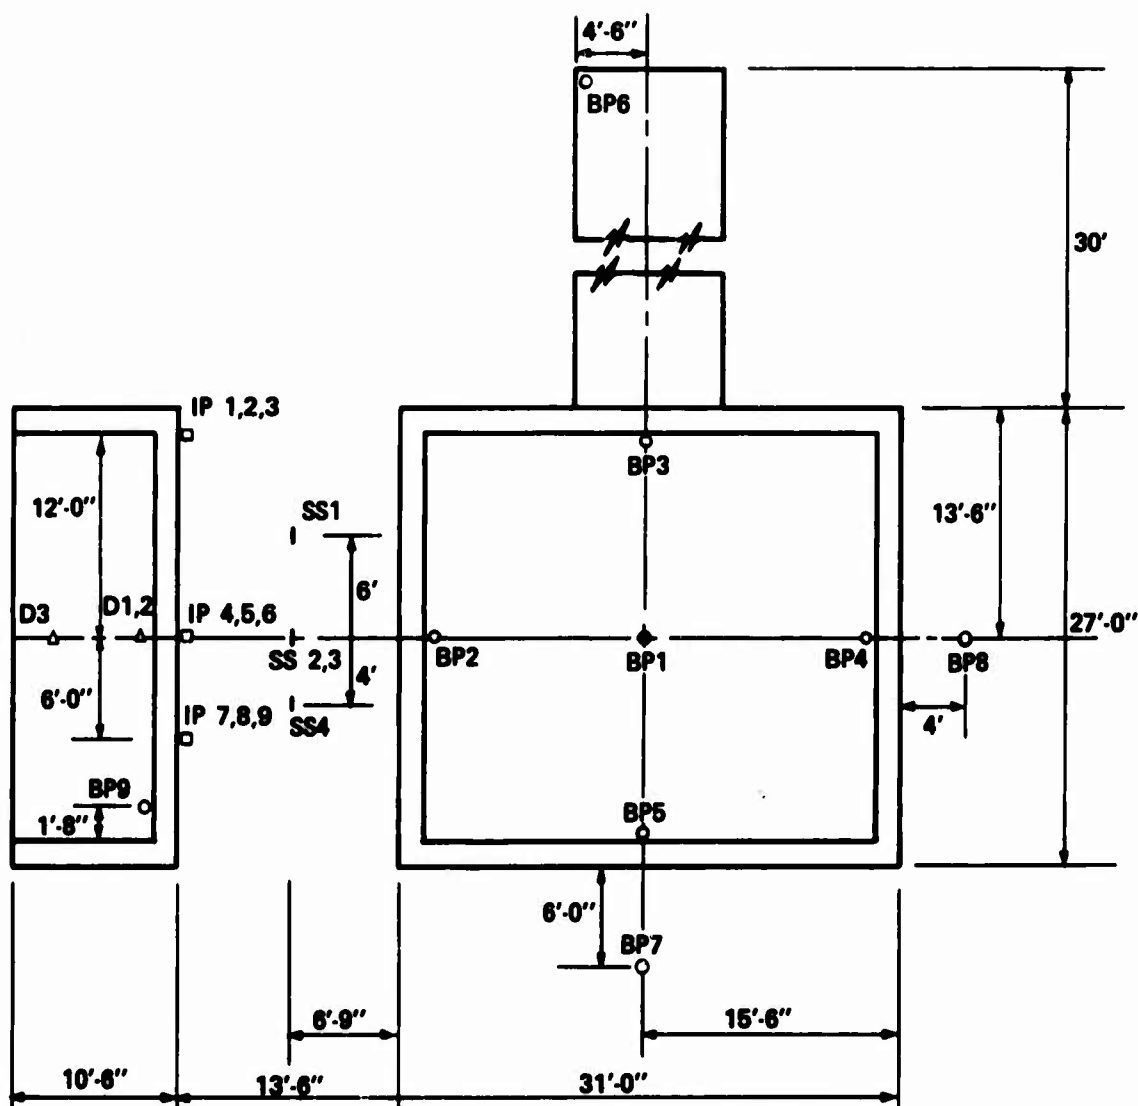 4'-6"
BP6
30'
IP 1,2,3
BP3
12'-0"
SS1
13'-6"
6'
D3
D1,2
IP 4,5,6
27'-0"
SS 2,3
BP2
BP1
BP4
BP8
4'
6'-0"
IP 7,8,9
SS4
4'
BP9
1'-8"
BP5
6'-0"
BP7
6'-9"
15'-6"
10'-6"
13'-6"
31'-0"